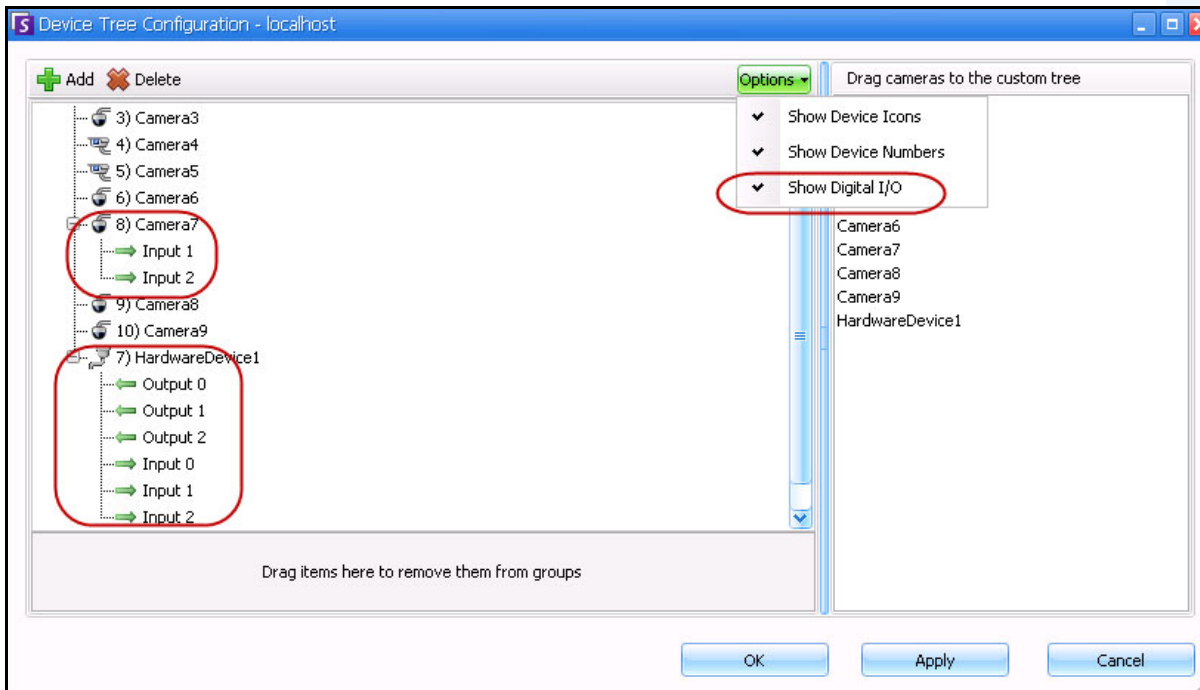 Device Tree Configuration - localhost
Add Delete
Options
Drag cameras to the custom tree
Show Device Icons
Show Device Numbers
Show Digital I/O
3) Camera3
4) Camera4
5) Camera5
6) Camera6
8) Camera7
Input 1
Input 2
9) Camera8
10) Camera9
7) HardwareDevice1
Output 0
Output 1
Output 2
Input 0
Input 1
Input 2
Camera6
Camera7
Camera8
Camera9
HardwareDevice1
Drag items here to remove them from groups
OK
Apply
Cancel